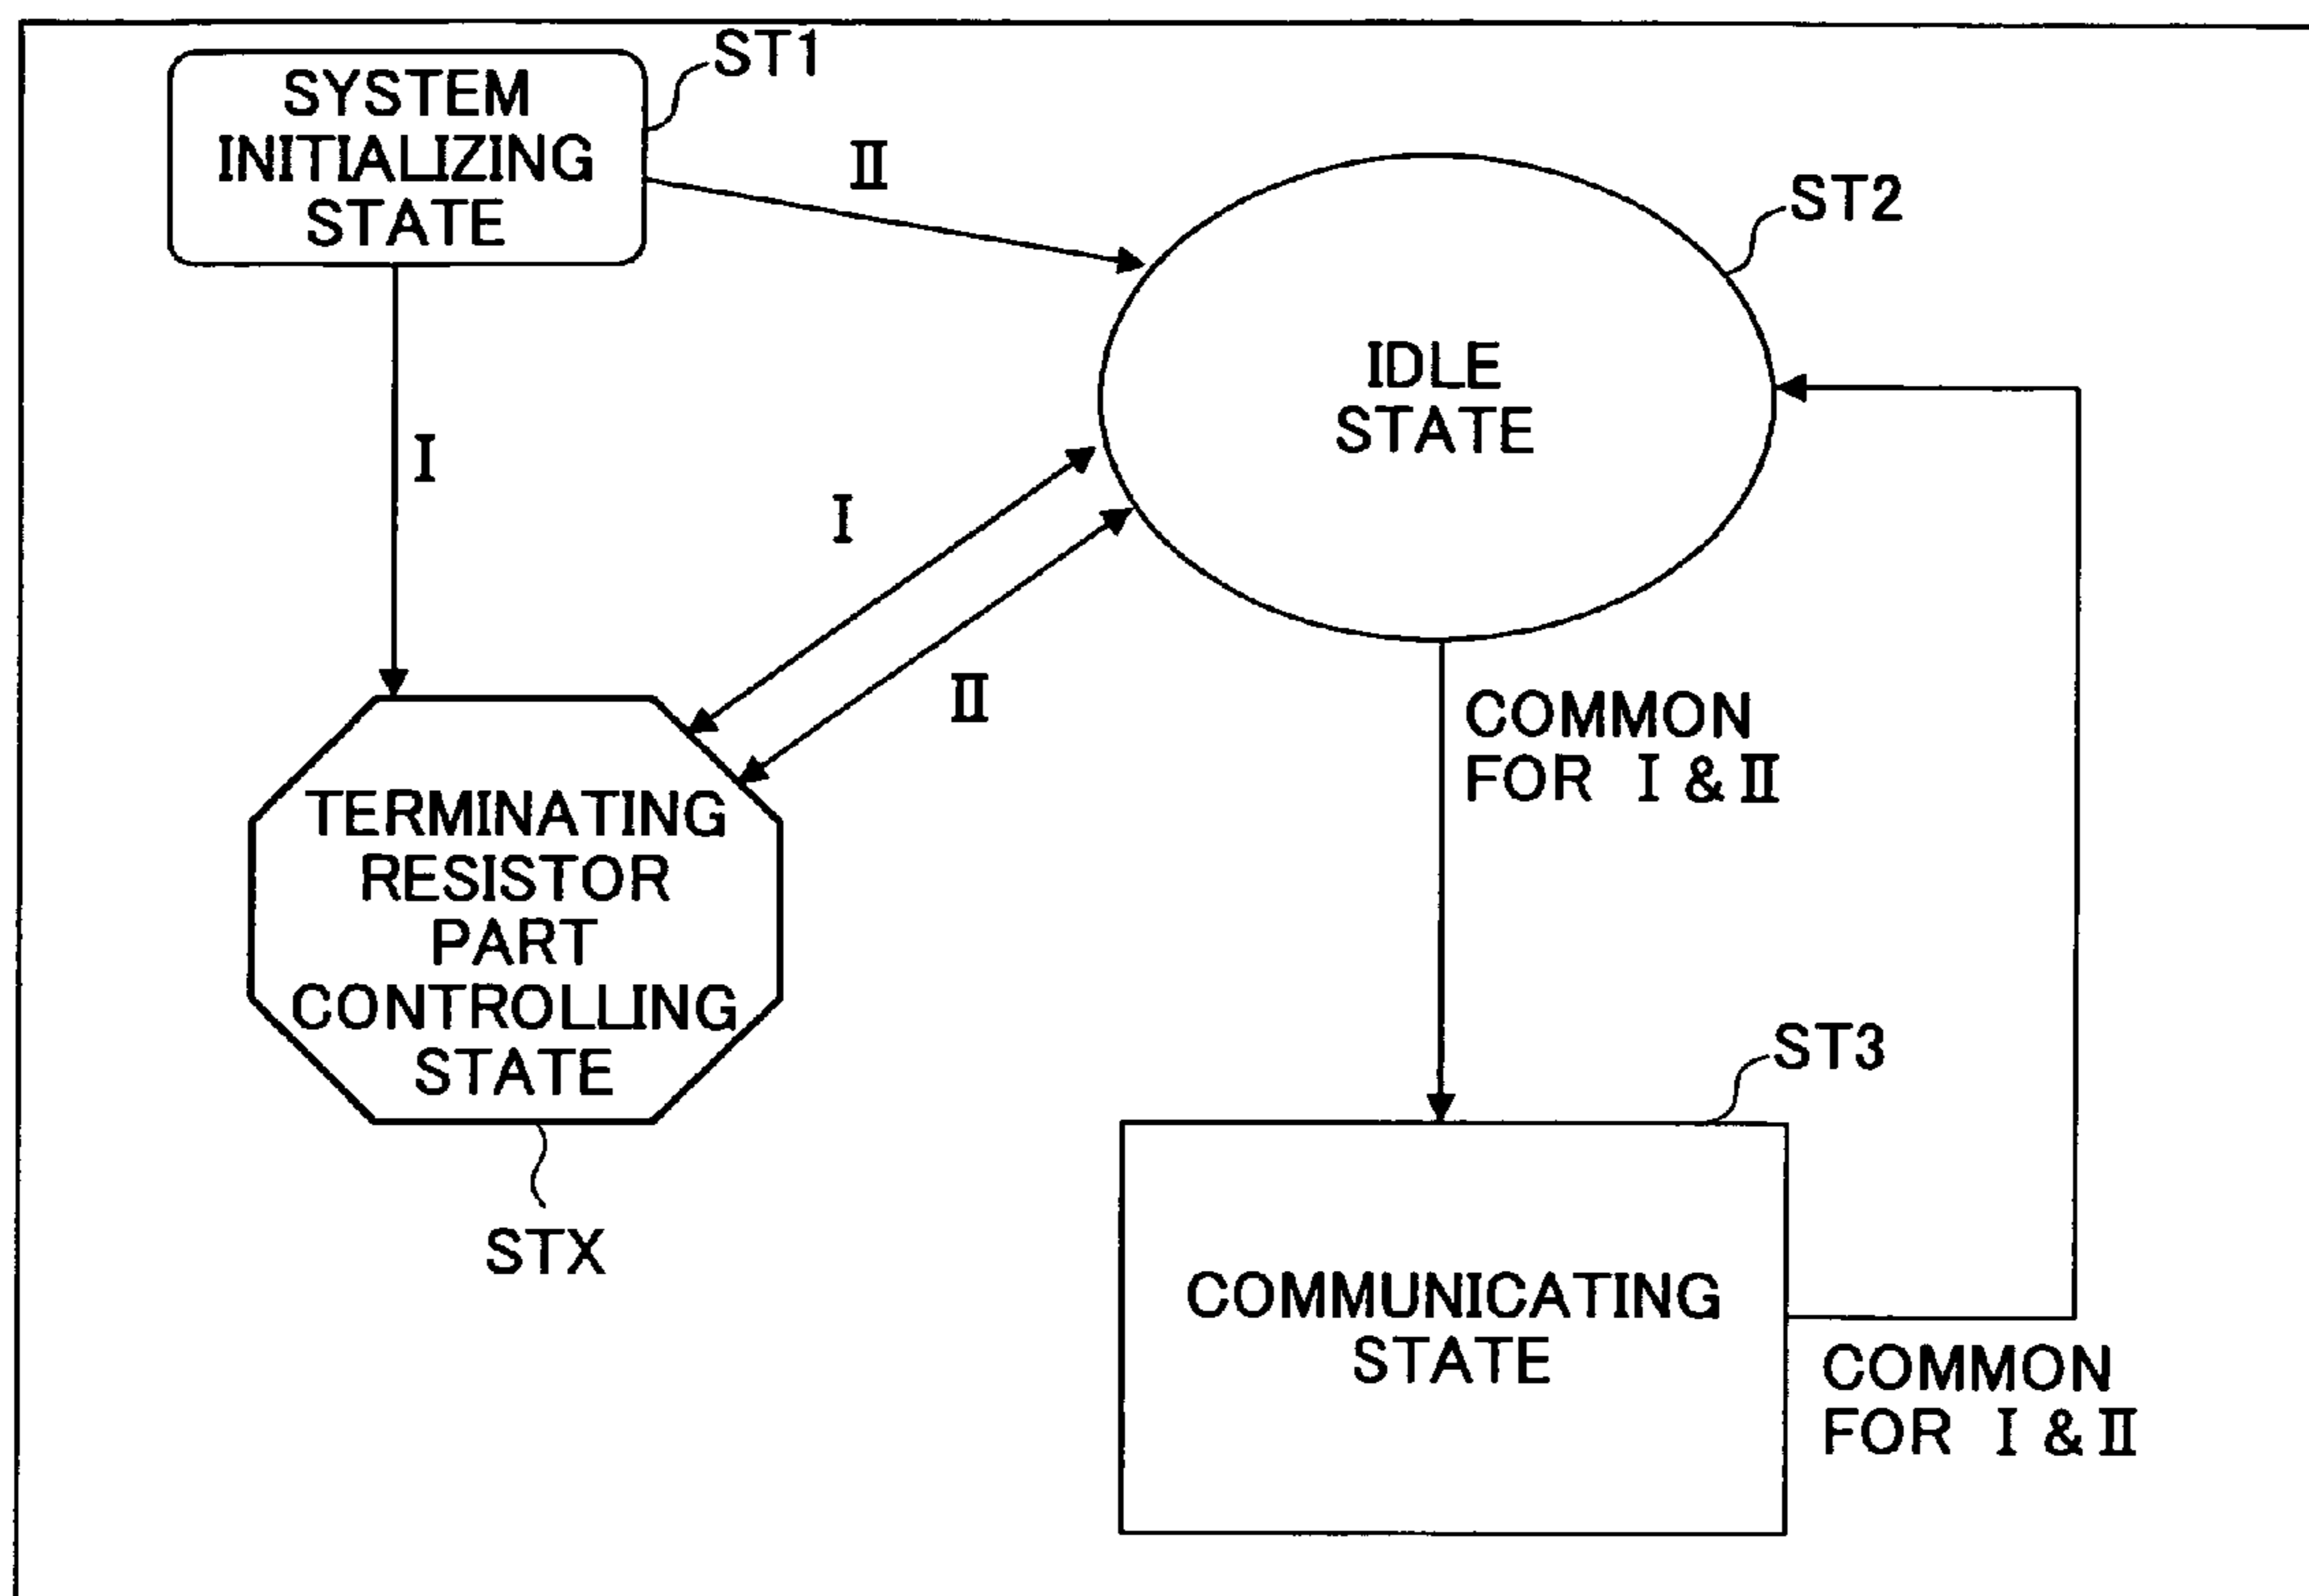 ST1
SYSTEM
INITIALIZING
STATE
II
ST2
IDLE
STATE
I
I
II
COMMON
FOR I & II
TERMINATING
RESISTOR
PART
CONTROLLING
STATE
STX
ST3
COMMUNICATING
STATE
COMMON
FOR I & II